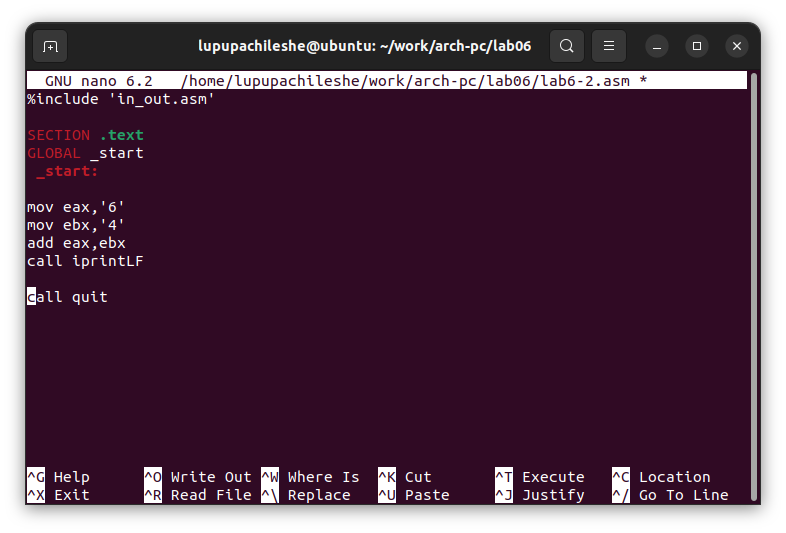 lupupachileshe@ubuntu: ~/work/arch-pc/lab06
GNU nano 6.2 /home/lupupachileshe/work/arch-pc/lab06/lab6-2.asm *
%include 'in_out.asm'
SECTION .text
GLOBAL _start
_start:
mov eax,'6'
mov ebx,'4'
add eax,ebx
call iprintLF
call quit
^G Help ^O Write Out ^W Where Is ^K Cut ^T Execute ^C Location
^X Exit ^R Read File ^\ Replace ^U Paste ^J Justify ^/ Go To Line